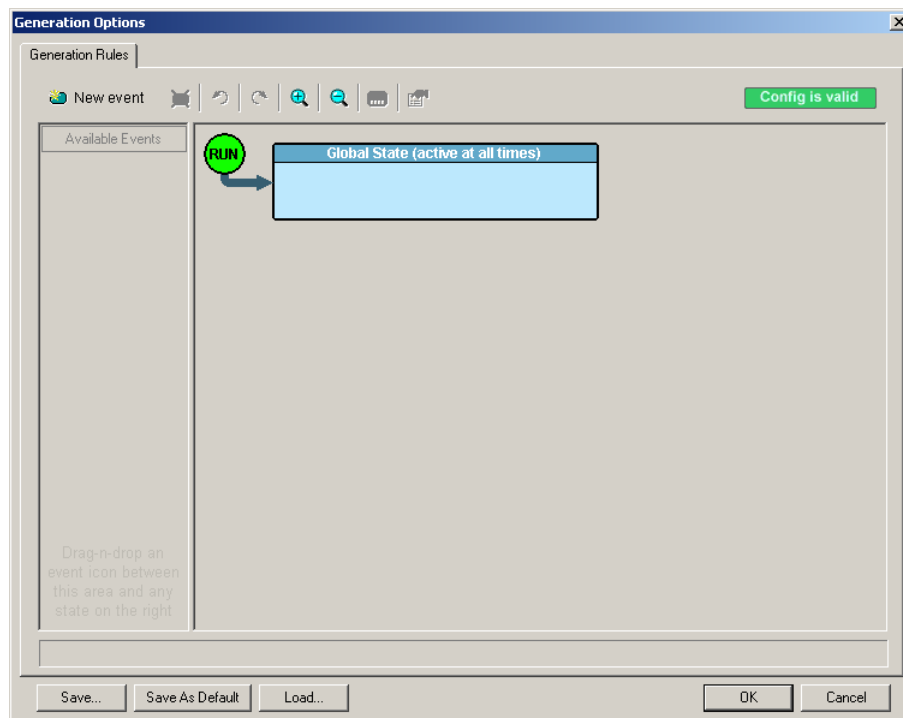 Generation Options
Generation Rules
New event
Config is valid
Available Events
RUN
Global State (active at all times)
Drag-n-drop an
event icon between
this area and any
state on the right
Save...
Save As Default
Load...
OK
Cancel